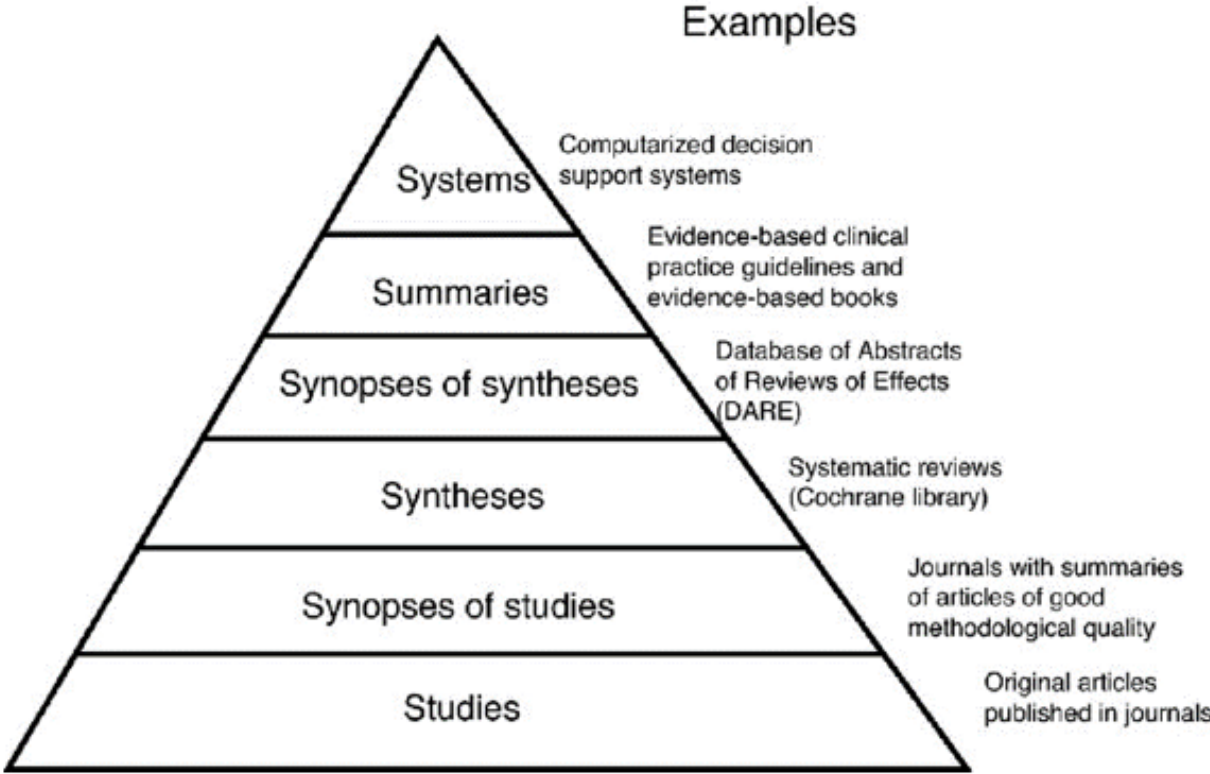 Examples
Systems
Computarized decision
support systems
Summaries
Evidence-based clinical
practice guidelines and
evidence-based books
Synopses of syntheses
Database of Abstracts
of Reviews of Effects
(DARE)
Syntheses
Systematic reviews
(Cochrane library)
Synopses of studies
Journals with summaries
of articles of good
methodological quality
Studies
Original articles
published in journals